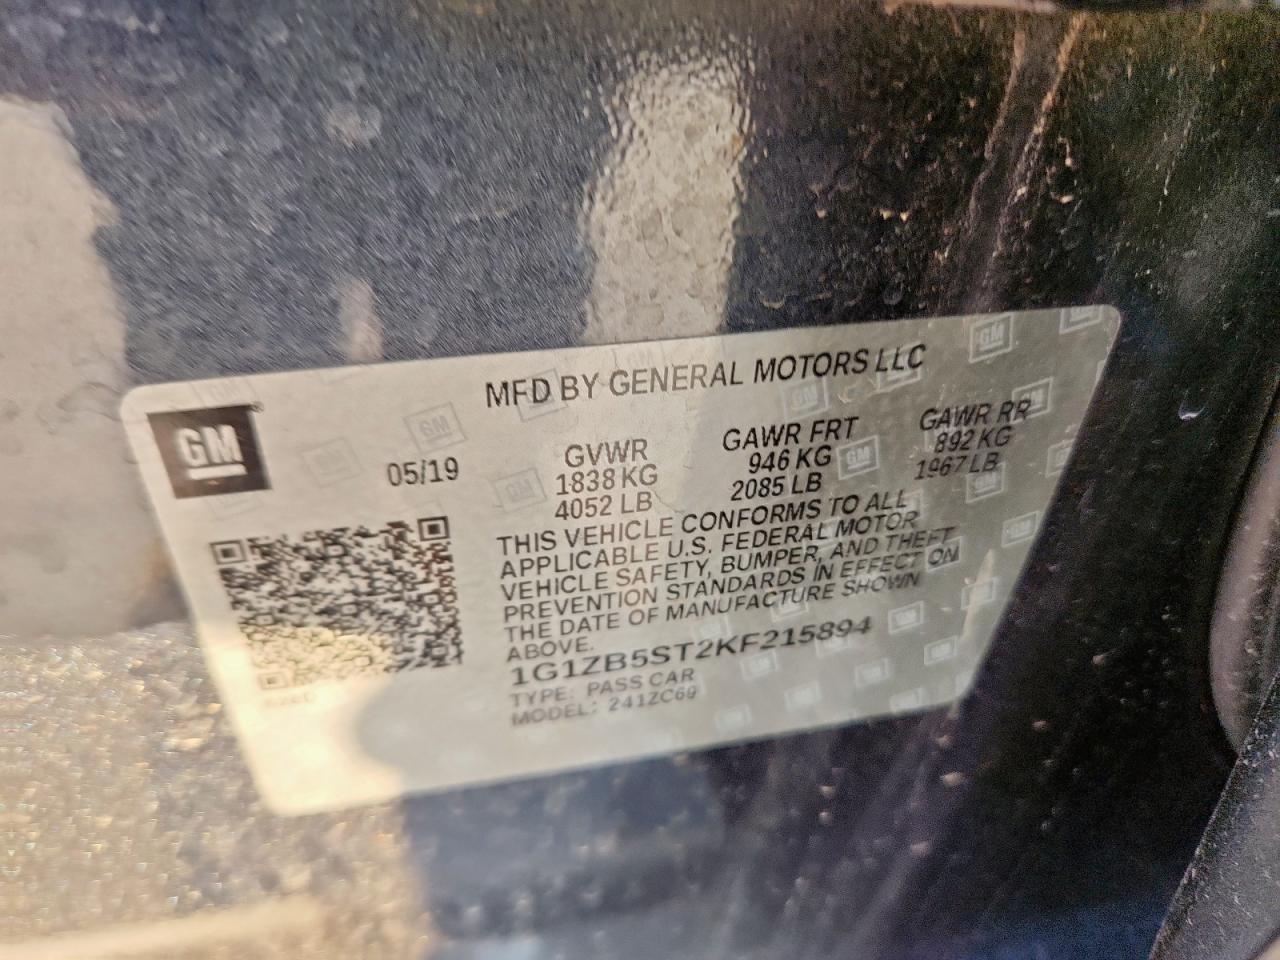 GM
MFD BY GENERAL MOTORS LLC
05/19
GVWR
1838 KG
4052 LB
GAWR FRT
946 KG
2085 LB
GAWR RR
892 KG
1967 LB
THIS VEHICLE CONFORMS TO ALL
APPLICABLE U.S. FEDERAL MOTOR
VEHICLE SAFETY, BUMPER, AND THEFT
PREVENTION STANDARDS IN EFFECT ON
THE DATE OF MANUFACTURE SHOWN
ABOVE.
1G1ZB5ST2KF215894
TYPE: PASS CAR
MODEL: 241ZC69